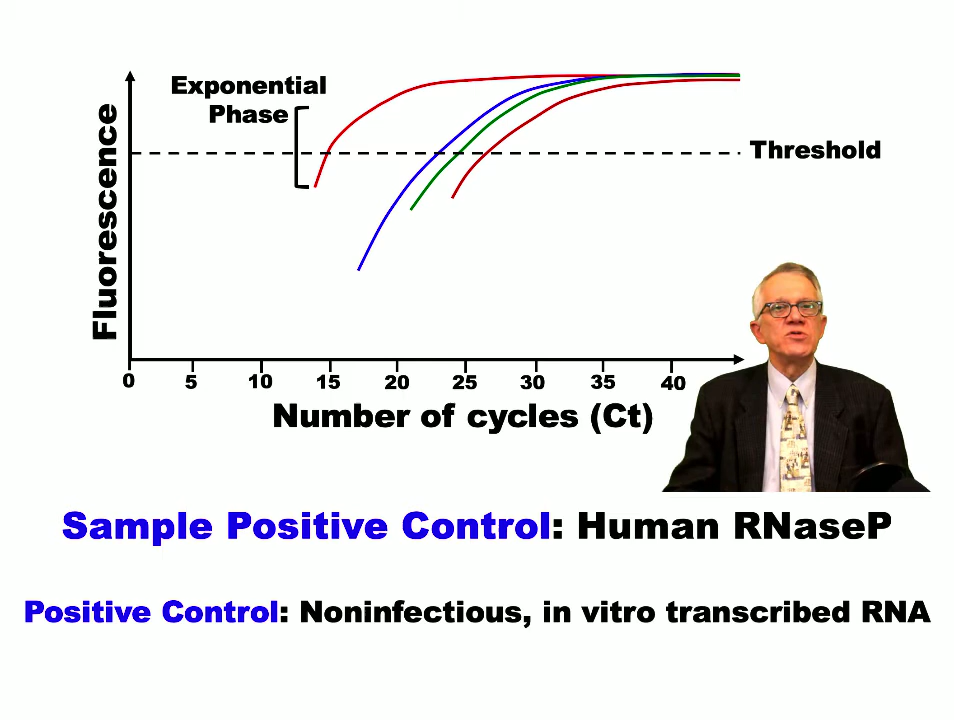 Exponential
Phase
Threshold
Fluorescence
0 5 10 15 20 25 30 35 40
Number of cycles (Ct)
Sample Positive Control: Human RNaseP
Positive Control: Noninfectious, in vitro transcribed RNA